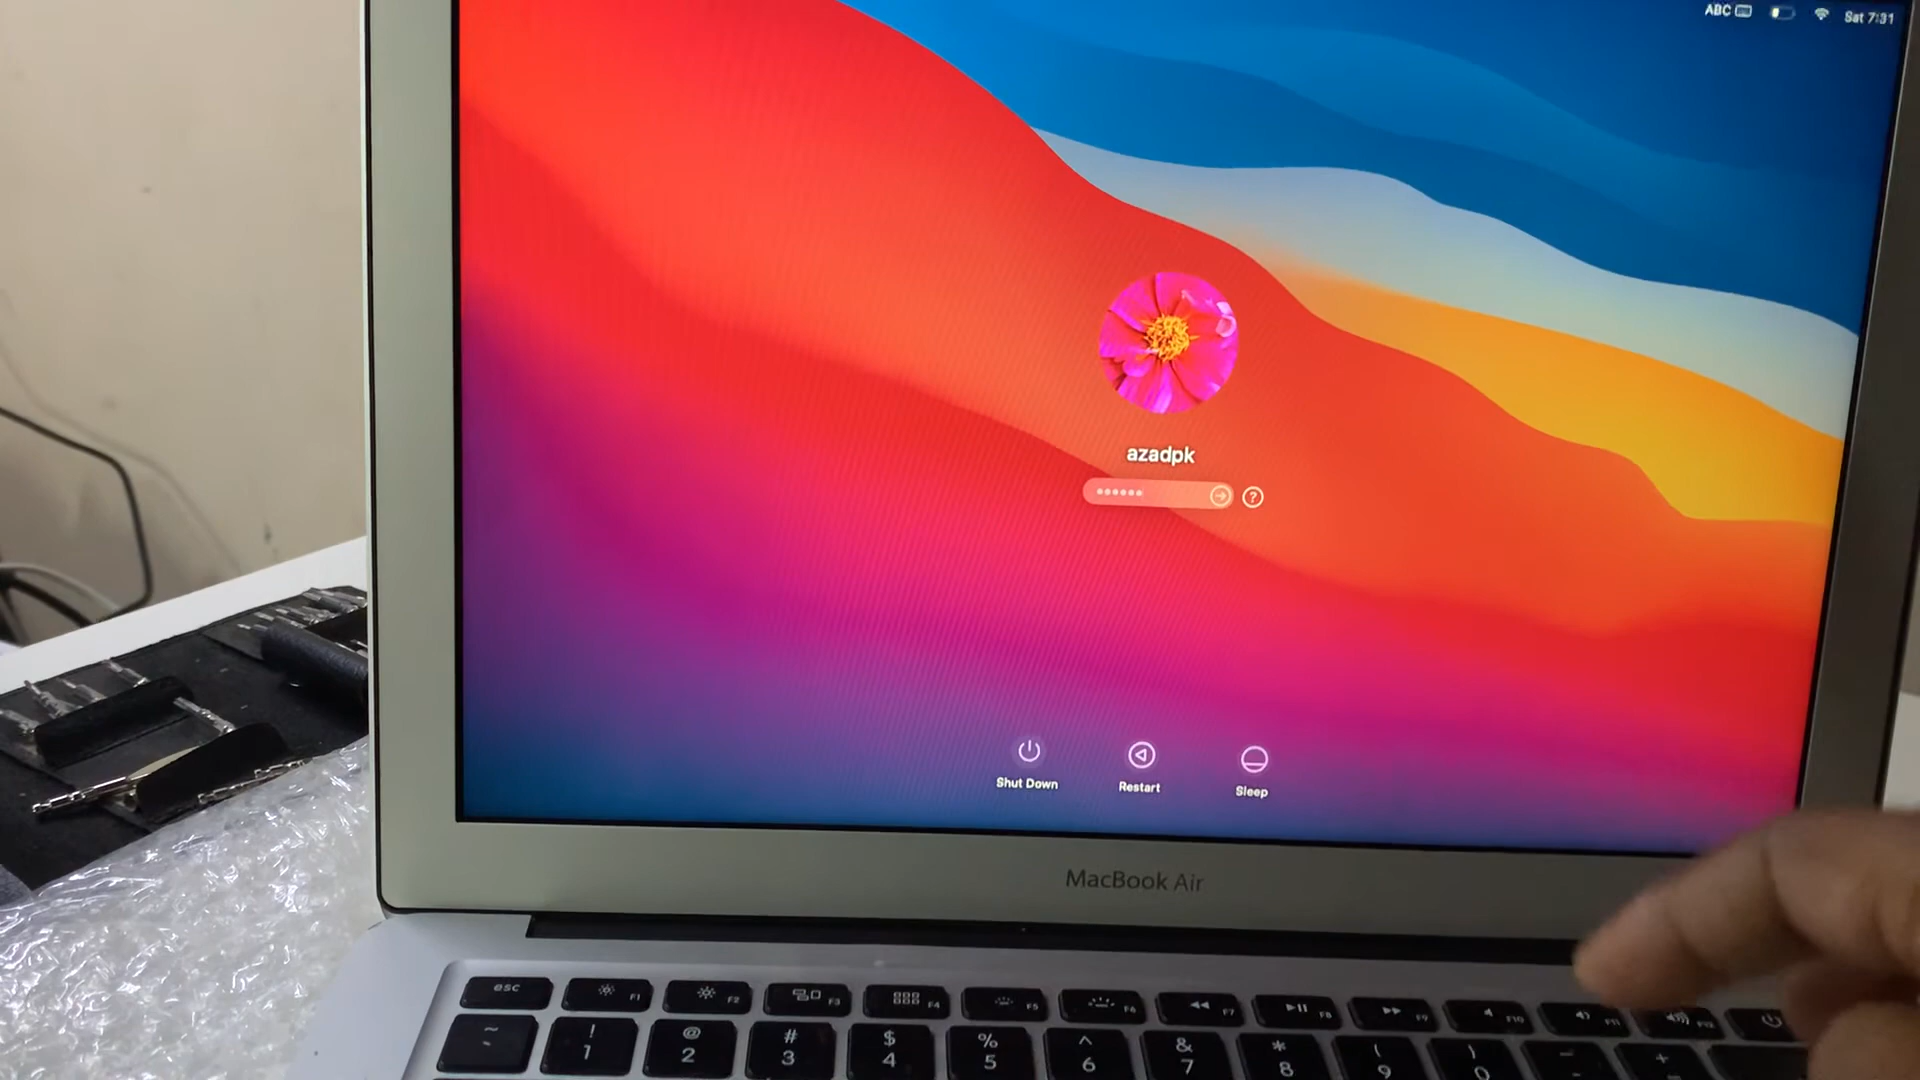 ABC Sat 7:31
azadpk
••••••
?
Shut Down Restart Sleep
MacBook Air
esc F1 F2 F3 F4 F5 F6 F7 F8 F9 F10 F11 F12
~ ! @ # $ % ^ & * ( ) _ +
1 2 3 4 5 6 7 8 9 0